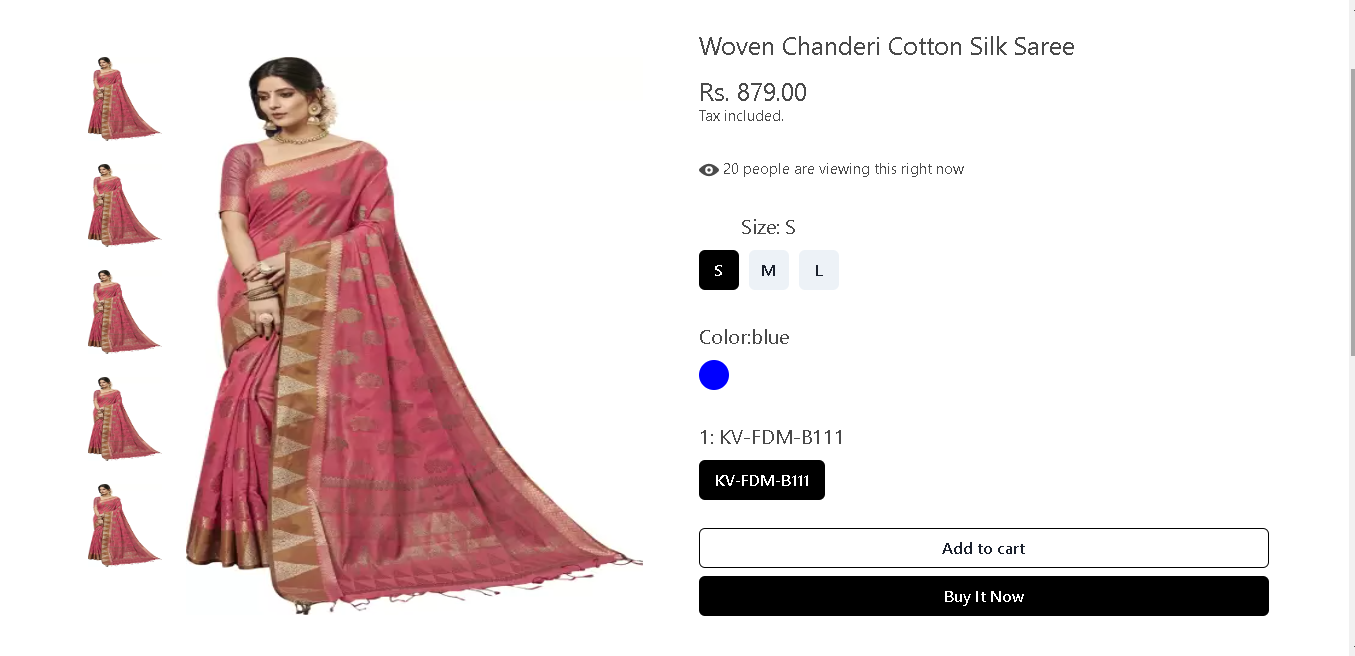 Woven Chanderi Cotton Silk Saree
Rs. 879.00
Tax included.
20 people are viewing this right now
Size: S
S M L
Color:blue
1: KV-FDM-B111
KV-FDM-B111
Add to cart
Buy It Now